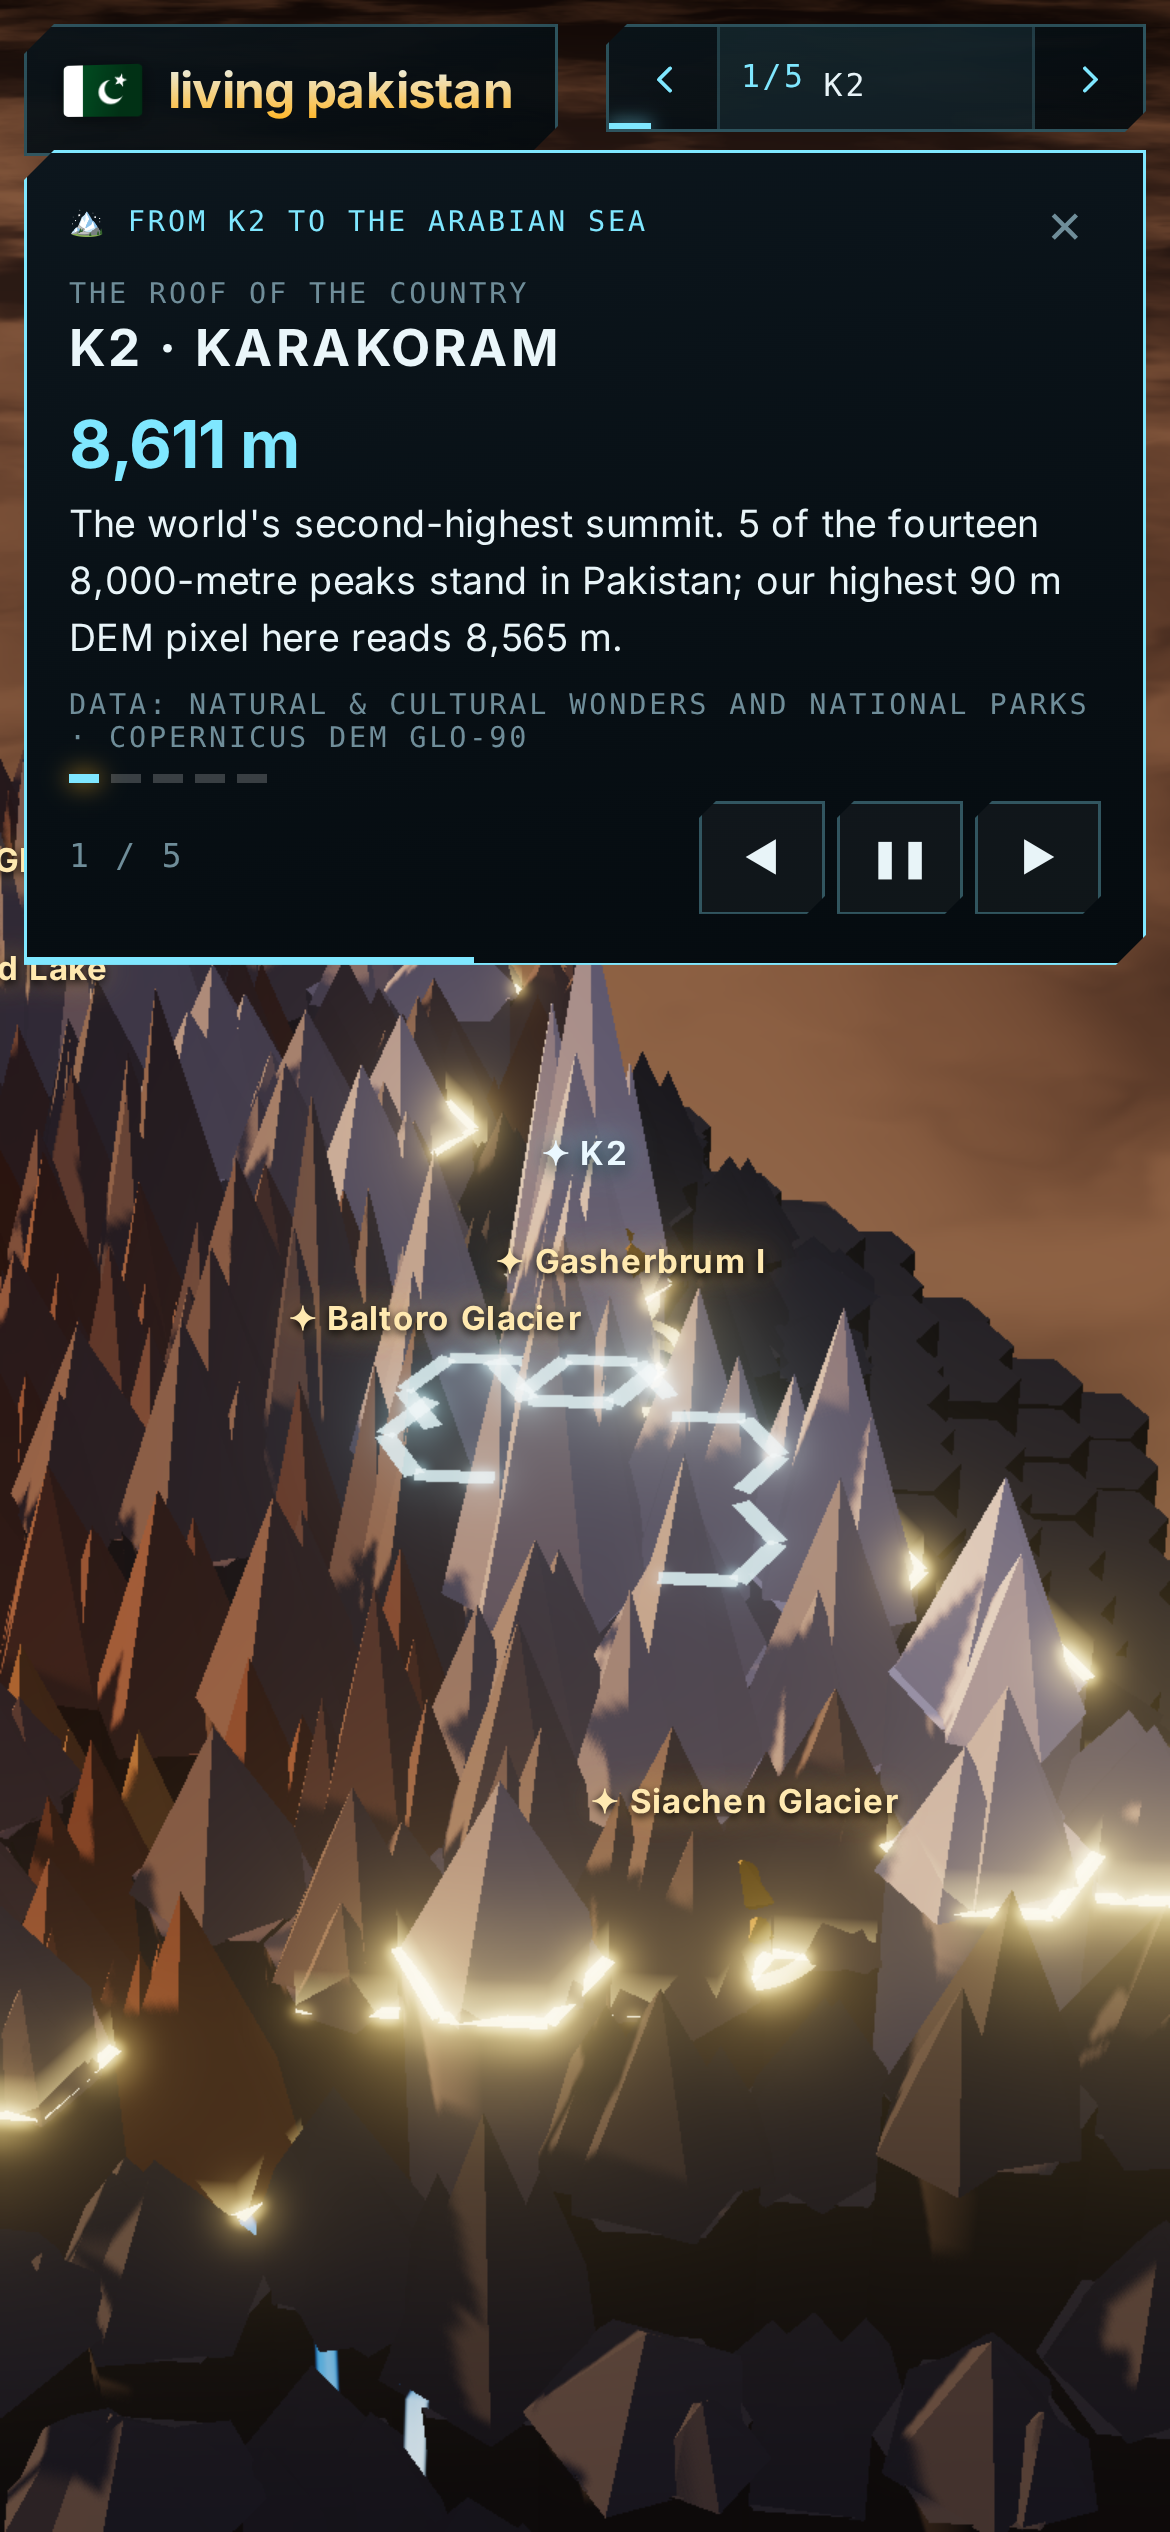 living pakistan
1/5 K2
FROM K2 TO THE ARABIAN SEA
THE ROOF OF THE COUNTRY
K2 · KARAKORAM
8,611 m
The world's second-highest summit. 5 of the fourteen
8,000-metre peaks stand in Pakistan; our highest 90 m
DEM pixel here reads 8,565 m.
DATA: NATURAL & CULTURAL WONDERS AND NATIONAL PARKS
· COPERNICUS DEM GLO-90
1 / 5
Lake
K2
Gasherbrum I
Baltoro Glacier
Siachen Glacier